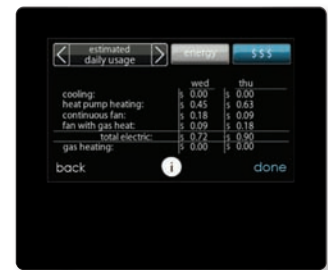 < estimated daily usage > energy $$$
wed thu
cooling: $ 0.00 $ 0.00
heat pump heating: $ 0.45 $ 0.63
continuous fan: $ 0.18 $ 0.09
fan with gas heat: $ 0.09 $ 0.18
total electric: $ 0.72 $ 0.90
gas heating: $ 0.00 $ 0.00
back i done